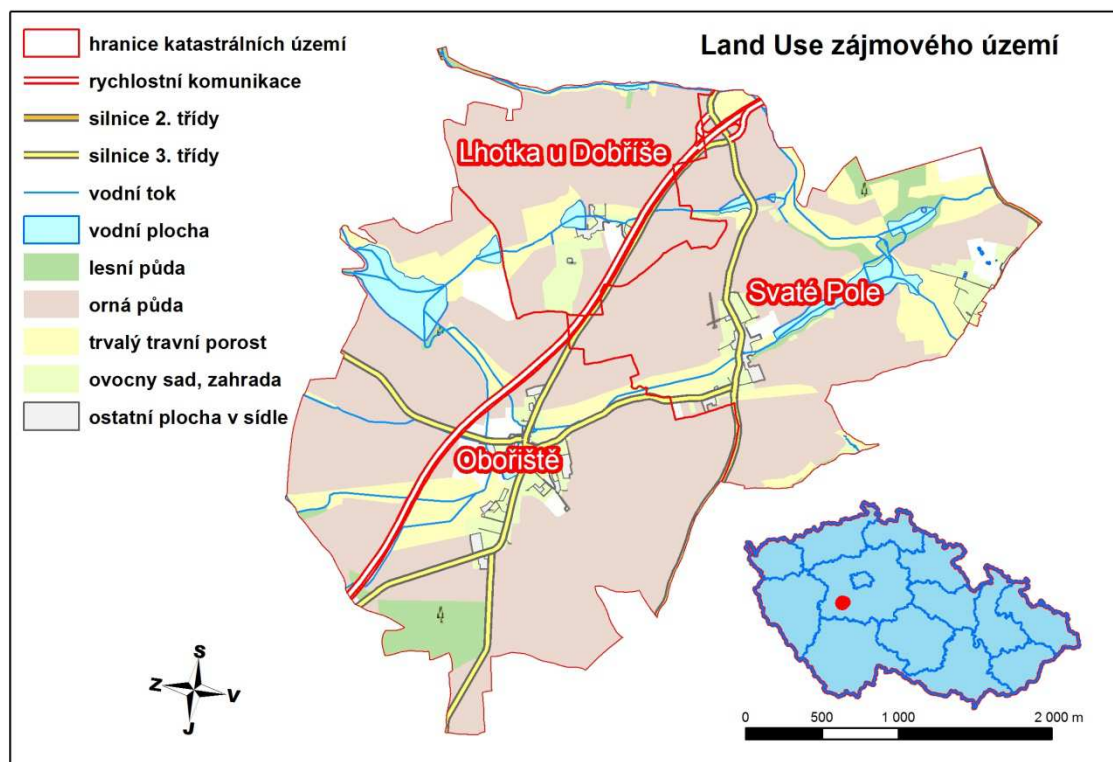 Land Use zájmového území
hranice katastrálních území
rychlostní komunikace
silnice 2. třídy
silnice 3. třídy
vodní tok
vodní plocha
lesní půda
orná půda
trvalý travní porost
ovocny sad, zahrada
ostatní plocha v sídle
Lhotka u Dobříše
Svaté Pole
Obořiště
S
Z
V
J
0 500 1 000 2 000 m